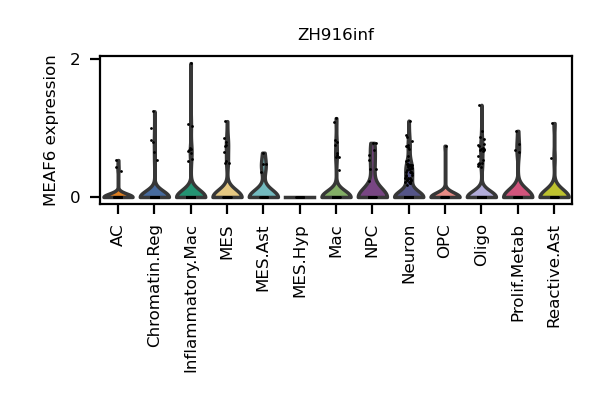 ZH916inf
MEAF6 expression
2
0
AC
Chromatin.Reg
Inflammatory.Mac
MES
MES.Ast
MES.Hyp
Mac
NPC
Neuron
OPC
Oligo
Prolif.Metab
Reactive.Ast